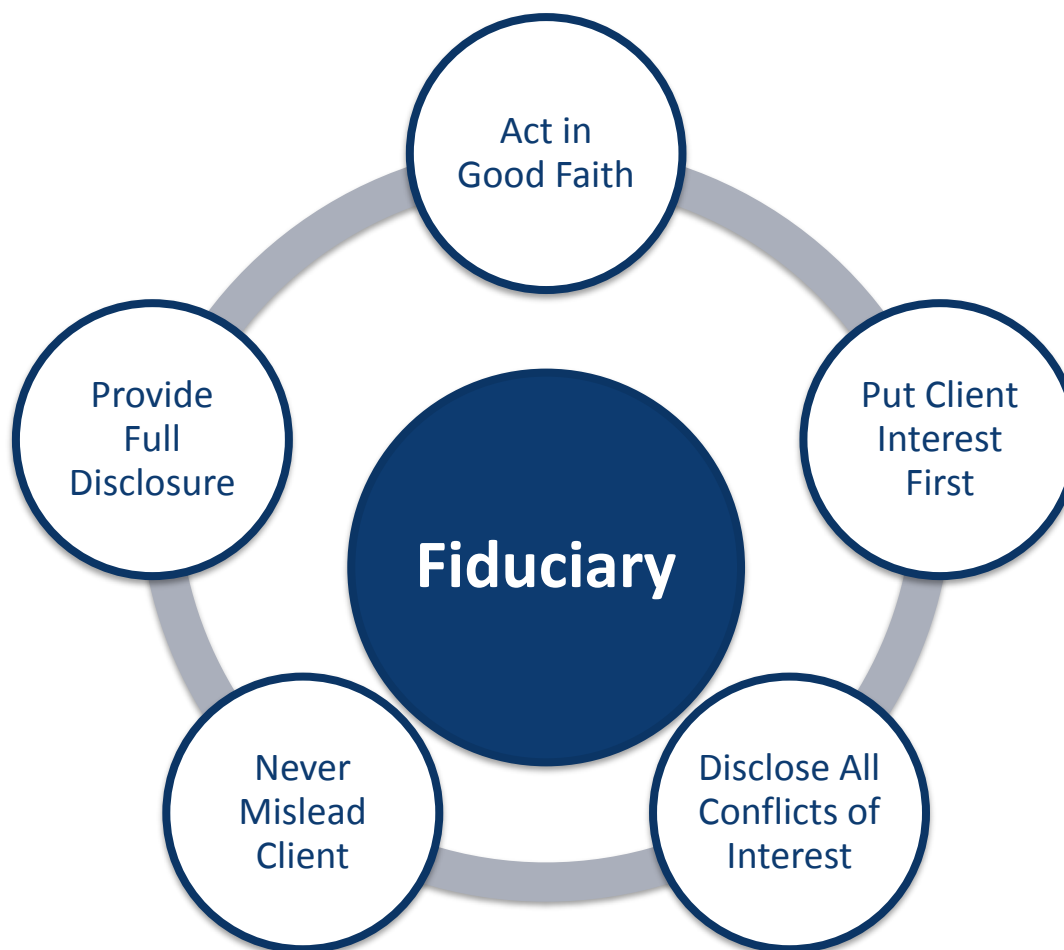 Act in
Good Faith
Put Client
Interest
First
Disclose All
Conflicts of
Interest
Never
Mislead
Client
Provide
Full
Disclosure
Fiduciary